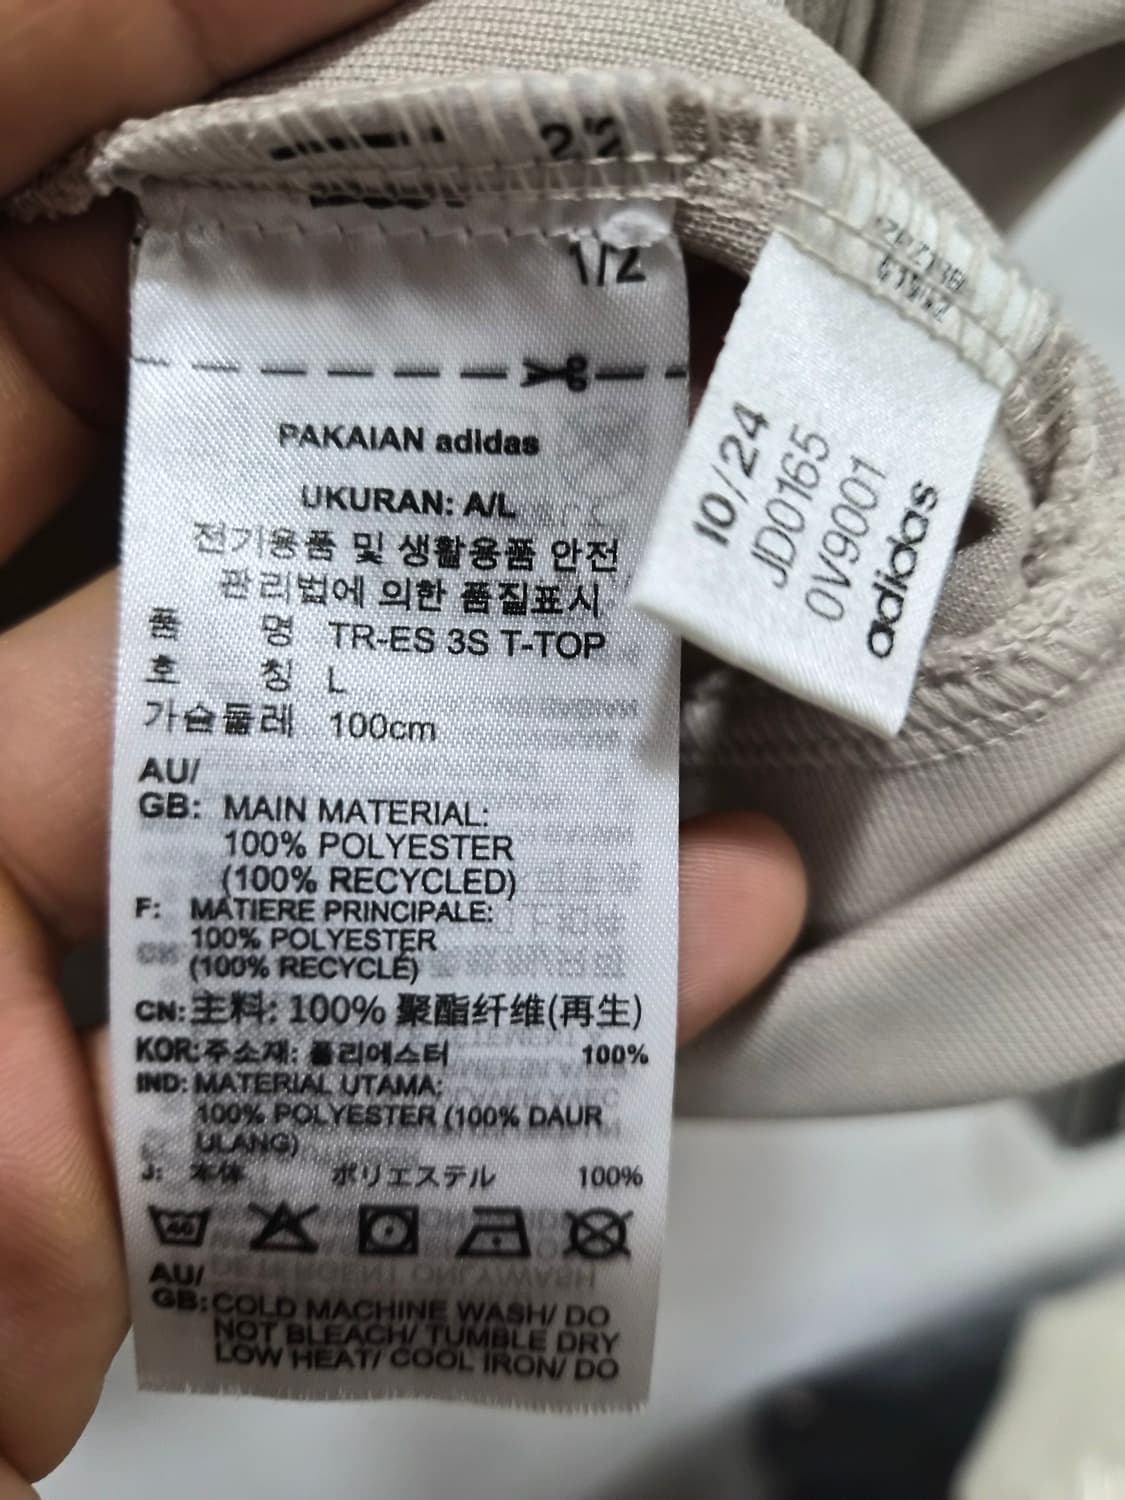 1/2
PAKAIAN adidas
UKURAN: A/L
전기용품 및 생활용품 안전
관리법에 의한 품질표시
품 명 TR-ES 3S T-TOP
호 칭 L
가슴둘레 100cm
AU/
GB: MAIN MATERIAL:
100% POLYESTER
(100% RECYCLED)
F: MATIERE PRINCIPALE:
100% POLYESTER
(100% RECYCLÉ)
CN: 主料: 100% 聚酯纤维(再生)
KOR: 주소재: 폴리에스터 100%
IND: MATERIAL UTAMA:
100% POLYESTER (100% DAUR
ULANG)
J: 本体 ポリエステル 100%
40
AU/
GB: COLD MACHINE WASH/ DO
NOT BLEACH/ TUMBLE DRY
LOW HEAT/ COOL IRON/ DO
10/24
JD0165
0V9001
adidas